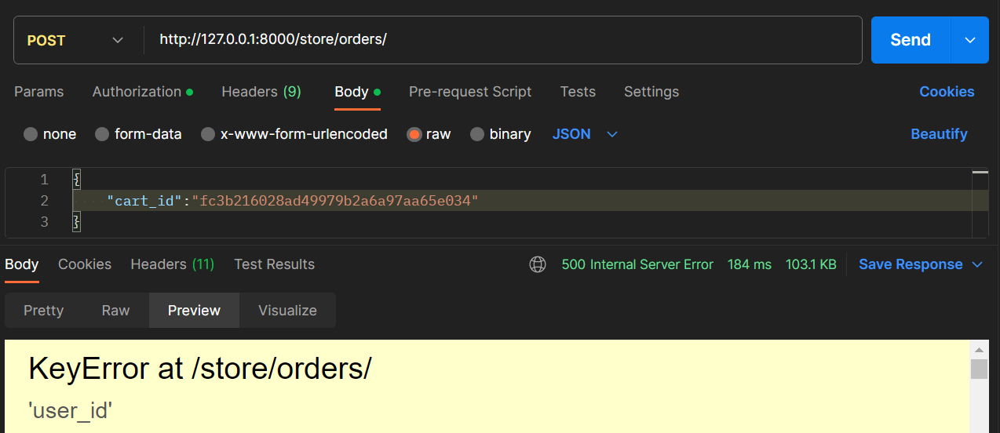 POST http://127.0.0.1:8000/store/orders/ Send
Params Authorization Headers (9) Body Pre-request Script Tests Settings Cookies
none form-data x-www-form-urlencoded raw binary JSON Beautify
1 {
2 "cart_id":"fc3b216028ad49979b2a6a97aa65e034"
3 }
Body Cookies Headers (11) Test Results 500 Internal Server Error 184 ms 103.1 KB Save Response
Pretty Raw Preview Visualize
KeyError at /store/orders/
'user_id'